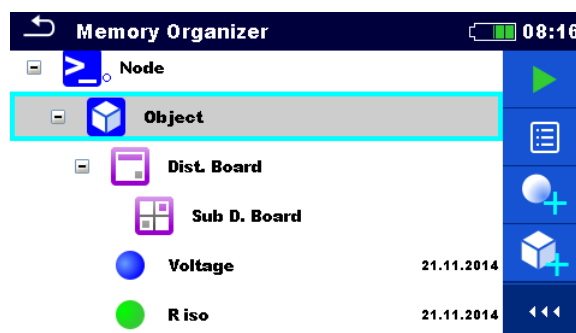 Memory Organizer 08:16
Node
Object
Dist. Board
Sub D. Board
Voltage 21.11.2014
R iso 21.11.2014